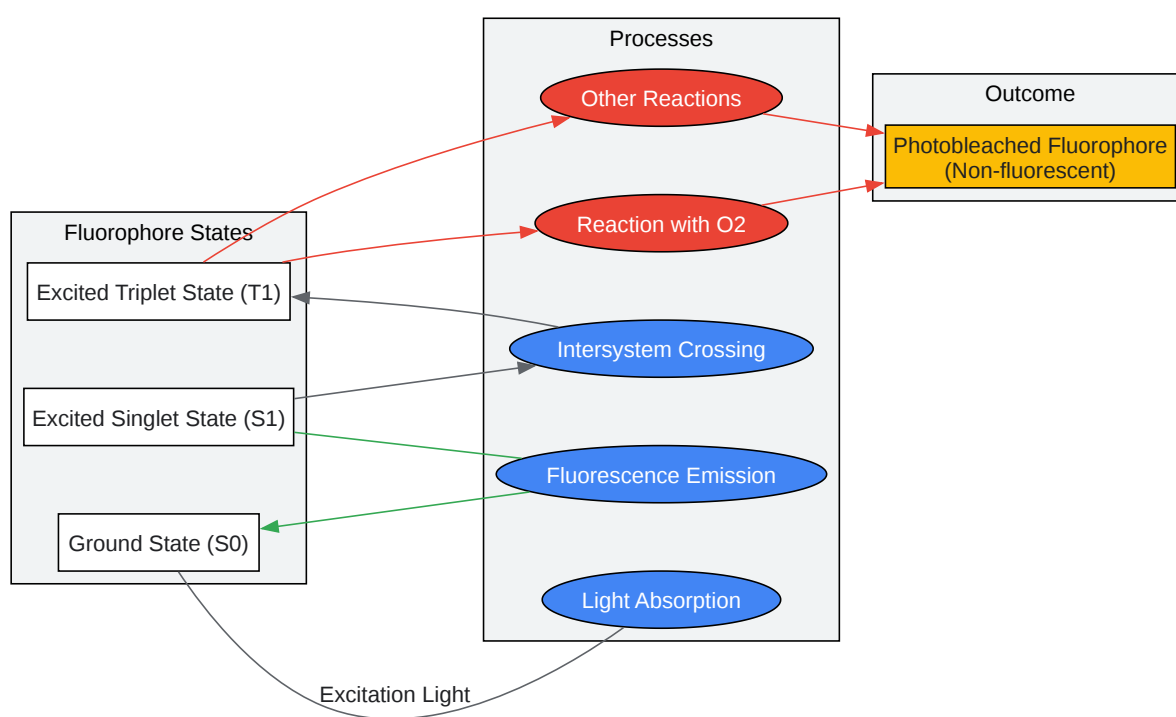 Processes
Other Reactions
Reaction with O2
Intersystem Crossing
Fluorescence Emission
Light Absorption
Outcome
Photobleached Fluorophore
(Non-fluorescent)
Fluorophore States
Excited Triplet State (T1)
Excited Singlet State (S1)
Ground State (S0)
Excitation Light